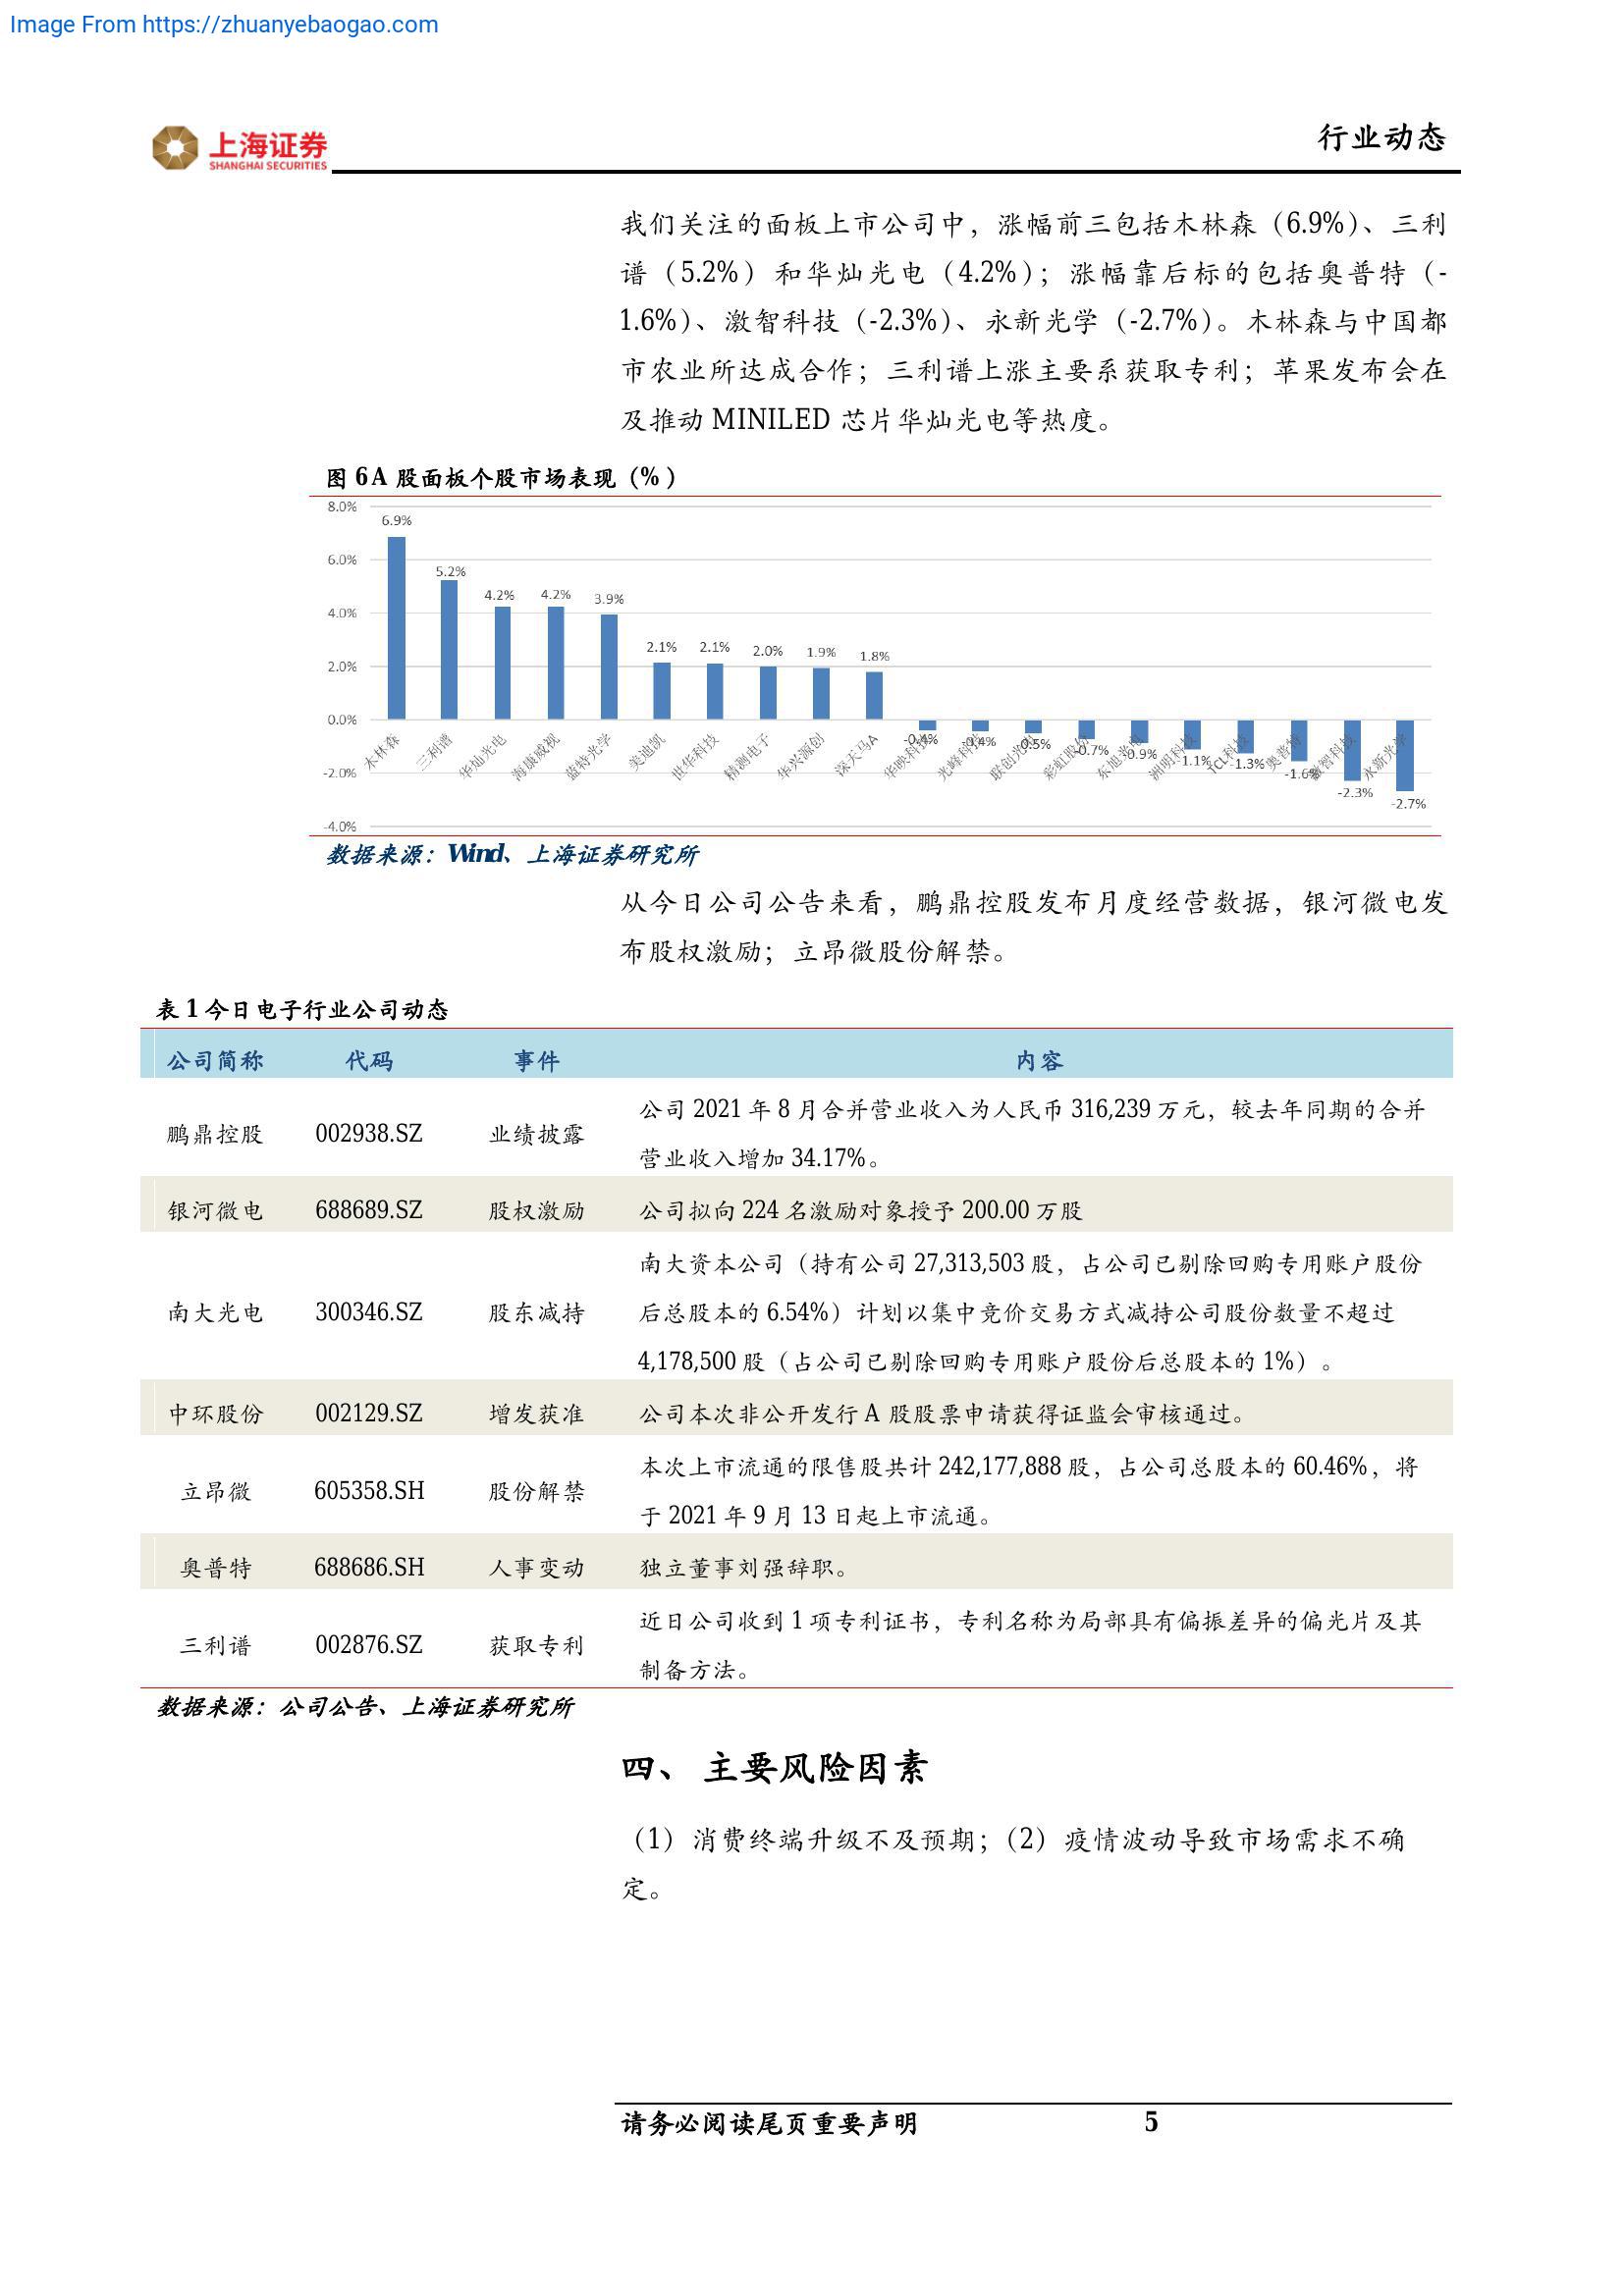 Image From https://zhuanyebaogao.com
上海证券
SHANGHAI SECURITIES
行业动态
我们关注的面板上市公司中，涨幅前三包括木林森（6.9%）、三利
谱（5.2%）和华灿光电（4.2%）；涨幅靠后标的包括奥普特（-
1.6%）、激智科技（-2.3%）、永新光学（-2.7%）。木林森与中国都
市农业所达成合作；三利谱上涨主要系获取专利；苹果发布会在
及推动 MINILED 芯片华灿光电等热度。
图 6A 股面板个股市场表现（%）
8.0%
6.0%
4.0%
2.0%
0.0%
-2.0%
-4.0%
6.9% 5.2% 4.2% 4.2% 3.9% 2.1% 2.1% 2.0% 1.9% 1.8% -0.4% -0.4% -0.5% -0.7% -0.9% -1.1% -1.3% -1.6% -2.3% -2.7%
木林森 三利谱 华灿光电 海康威视 蓝特光学 美迪凯 世华科技 精测电子 华兴源创 深天马A 华映科技 光峰科技 联创光电 彩虹股份 东旭光电 洲明科技 TCL科技 奥普特 激智科技 永新光学
数据来源：Wind、上海证券研究所
从今日公司公告来看，鹏鼎控股发布月度经营数据，银河微电发
布股权激励；立昂微股份解禁。
表 1 今日电子行业公司动态
公司简称 代码 事件 内容
鹏鼎控股 002938.SZ 业绩披露 公司 2021 年 8 月合并营业收入为人民币 316,239 万元，较去年同期的合并
营业收入增加 34.17%。
银河微电 688689.SZ 股权激励 公司拟向 224 名激励对象授予 200.00 万股
南大光电 300346.SZ 股东减持 南大资本公司（持有公司 27,313,503 股，占公司已剔除回购专用账户股份
后总股本的 6.54%）计划以集中竞价交易方式减持公司股份数量不超过
4,178,500 股（占公司已剔除回购专用账户股份后总股本的 1%）。
中环股份 002129.SZ 增发获准 公司本次非公开发行 A 股股票申请获得证监会审核通过。
立昂微 605358.SH 股份解禁 本次上市流通的限售股共计 242,177,888 股，占公司总股本的 60.46%，将
于 2021 年 9 月 13 日起上市流通。
奥普特 688686.SH 人事变动 独立董事刘强辞职。
三利谱 002876.SZ 获取专利 近日公司收到 1 项专利证书，专利名称为局部具有偏振差异的偏光片及其
制备方法。
数据来源：公司公告、上海证券研究所
四、 主要风险因素
（1）消费终端升级不及预期；（2）疫情波动导致市场需求不确
定。
请务必阅读尾页重要声明 5